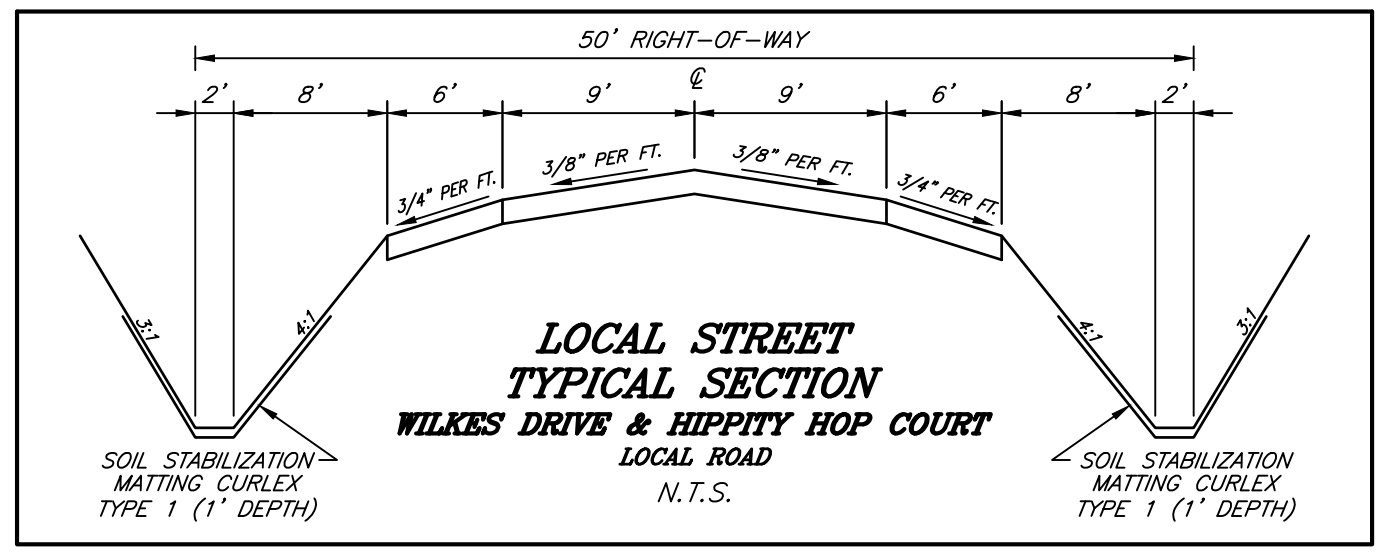 50' RIGHT-OF-WAY
℄
2' 8' 6' 9' 9' 6' 8' 2'
3/4" PER FT. 3/8" PER FT. 3/8" PER FT. 3/4" PER FT.
3:1 4:1 4:1 3:1
LOCAL STREET
TYPICAL SECTION
WILKES DRIVE & HIPPITY HOP COURT
LOCAL ROAD
N.T.S.
SOIL STABILIZATION
MATTING CURLEX
TYPE 1 (1' DEPTH)
SOIL STABILIZATION
MATTING CURLEX
TYPE 1 (1' DEPTH)